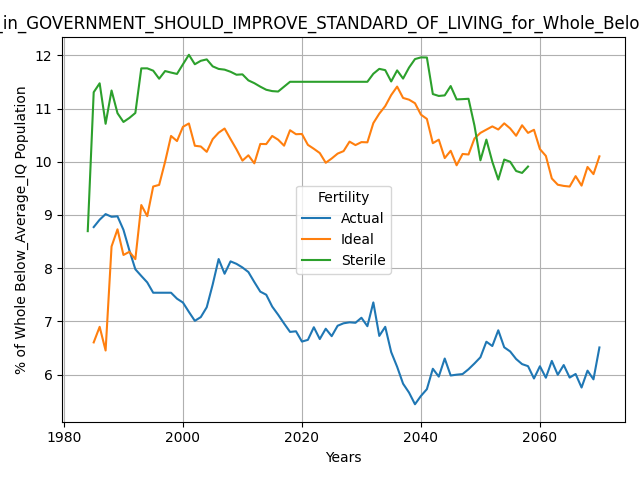 _in_GOVERNMENT_SHOULD_IMPROVE_STANDARD_OF_LIVING_for_Whole_Belo
% of Whole Below_Average_IQ Population
12
11
10
9
8
7
6
Fertility
Actual
Ideal
Sterile
1980
2000
2020
2040
2060
Years